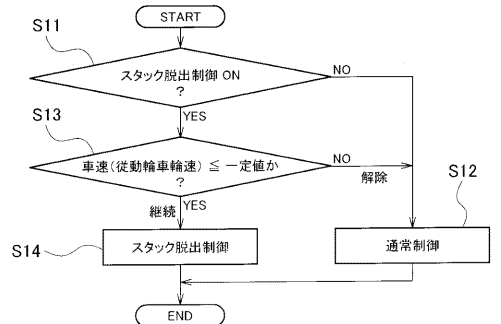 START
S11
スタック脱出制御 ON
?
NO
YES
S13
車速(従動輪車輪速) ≦ 一定値か
?
NO
解除
継続 YES
S12
S14
スタック脱出制御
通常制御
END